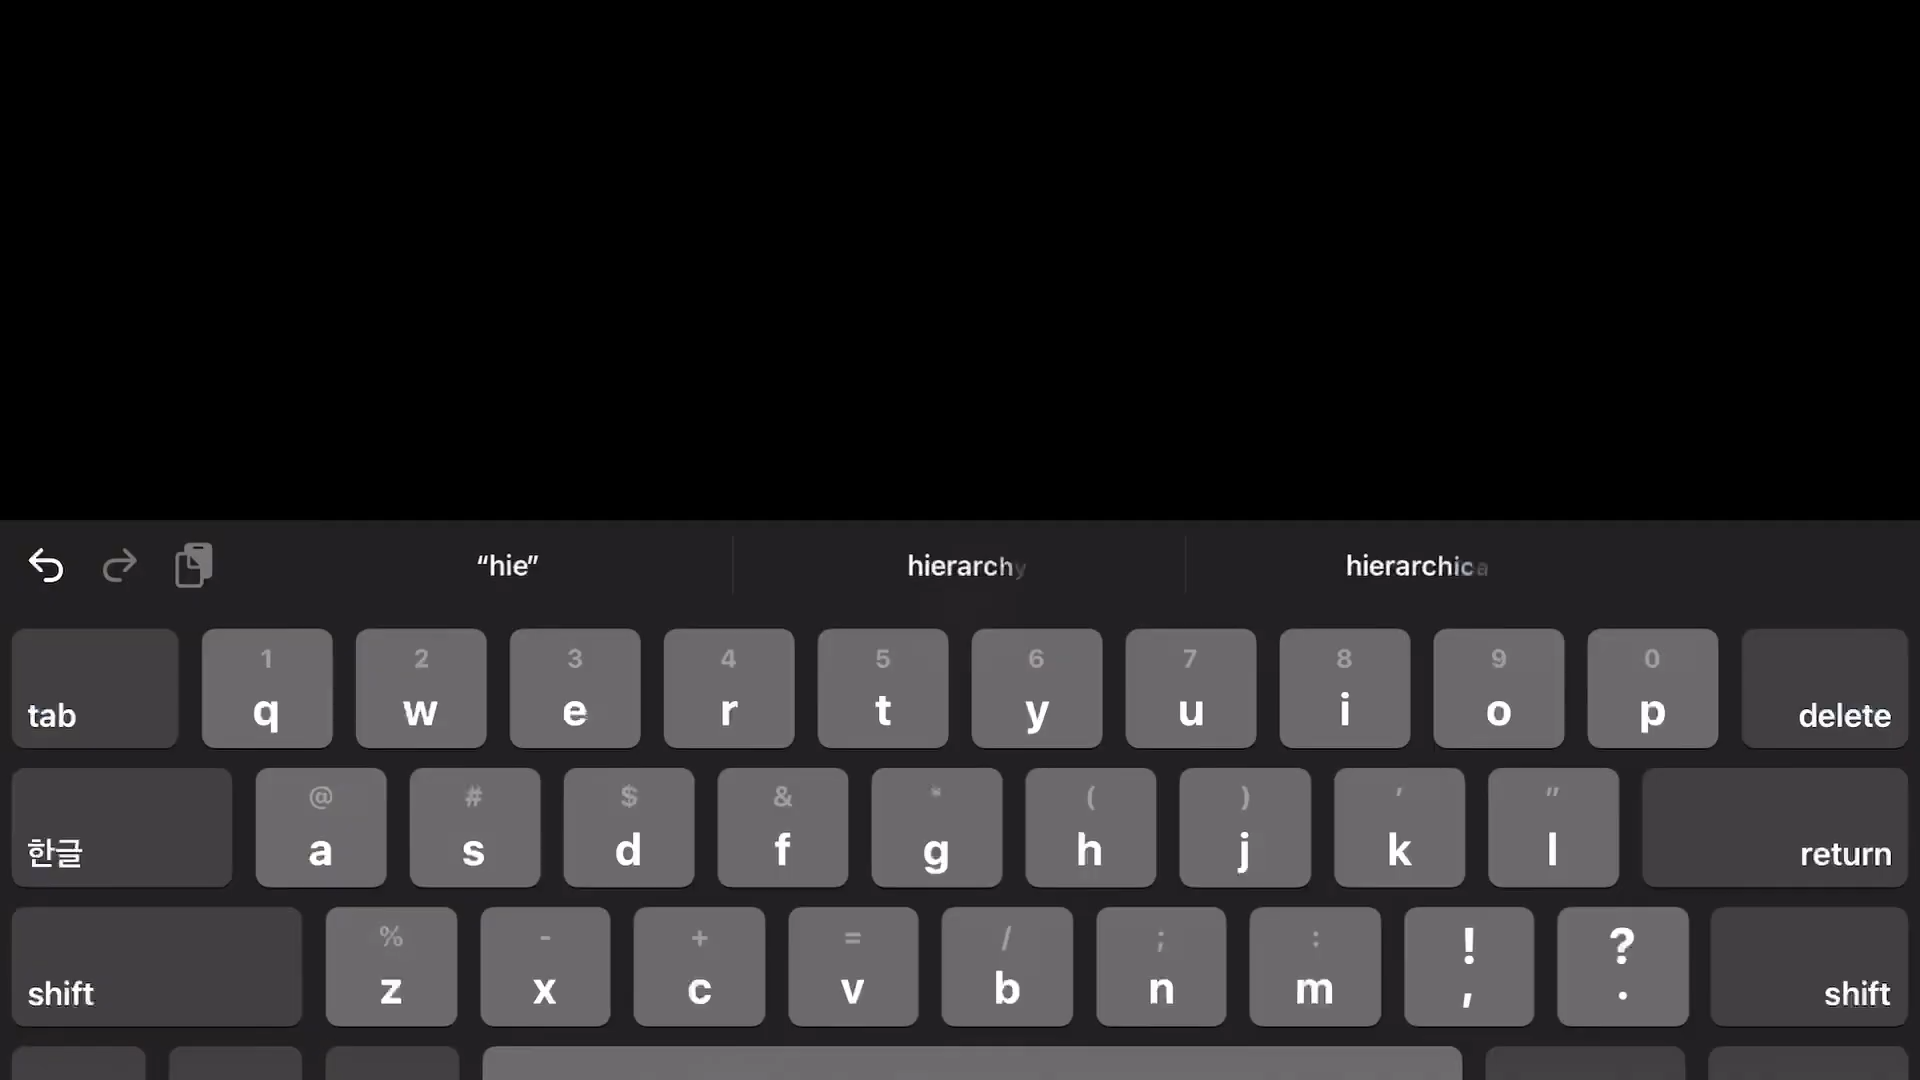 “hie” hierarchy hierarchica
1 2 3 4 5 6 7 8 9 0
tab q w e r t y u i o p delete
@ # $ & * ( ) ' "
한글 a s d f g h j k l return
% - + = / ; : ! ?
shift z x c v b n m , . shift